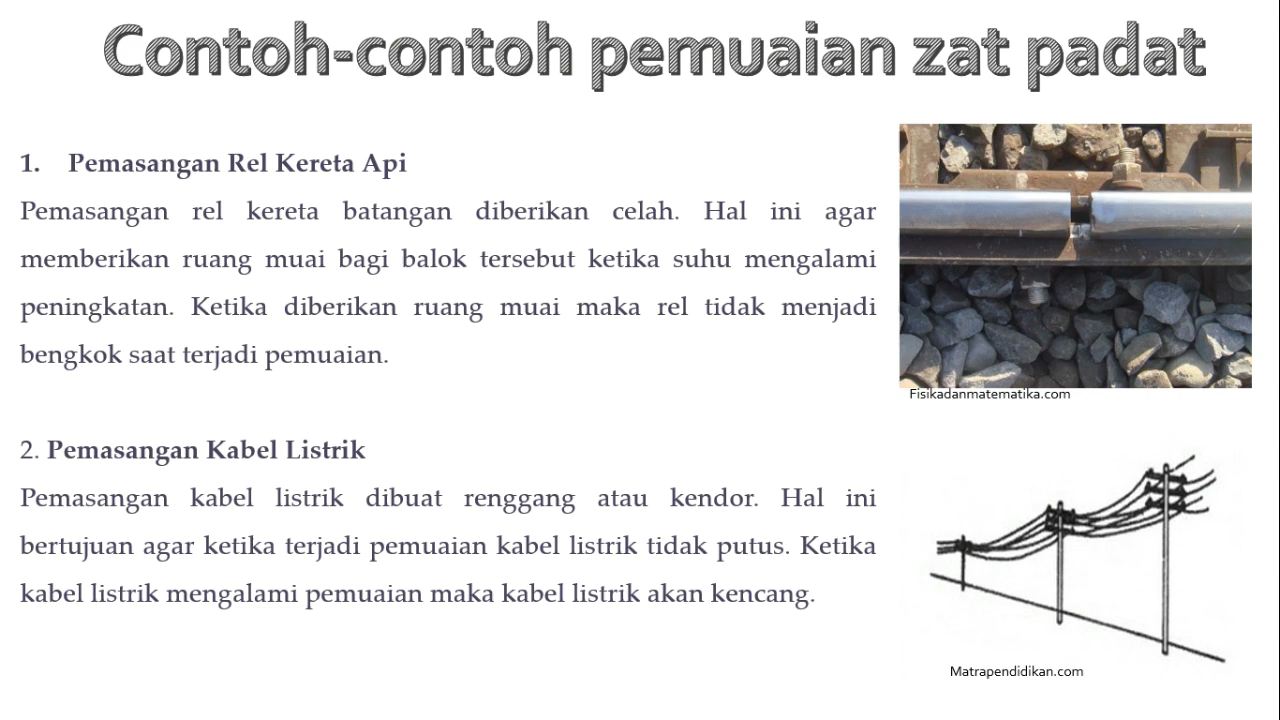 Contoh-contoh pemuaian zat padat
1. Pemasangan Rel Kereta Api
Pemasangan rel kereta batangan diberikan celah. Hal ini agar
memberikan ruang muai bagi balok tersebut ketika suhu mengalami
peningkatan. Ketika diberikan ruang muai maka rel tidak menjadi
bengkok saat terjadi pemuaian.
Fisikadanmatematika.com
2. Pemasangan Kabel Listrik
Pemasangan kabel listrik dibuat renggang atau kendor. Hal ini
bertujuan agar ketika terjadi pemuaian kabel listrik tidak putus. Ketika
kabel listrik mengalami pemuaian maka kabel listrik akan kencang.
Matrapendidikan.com